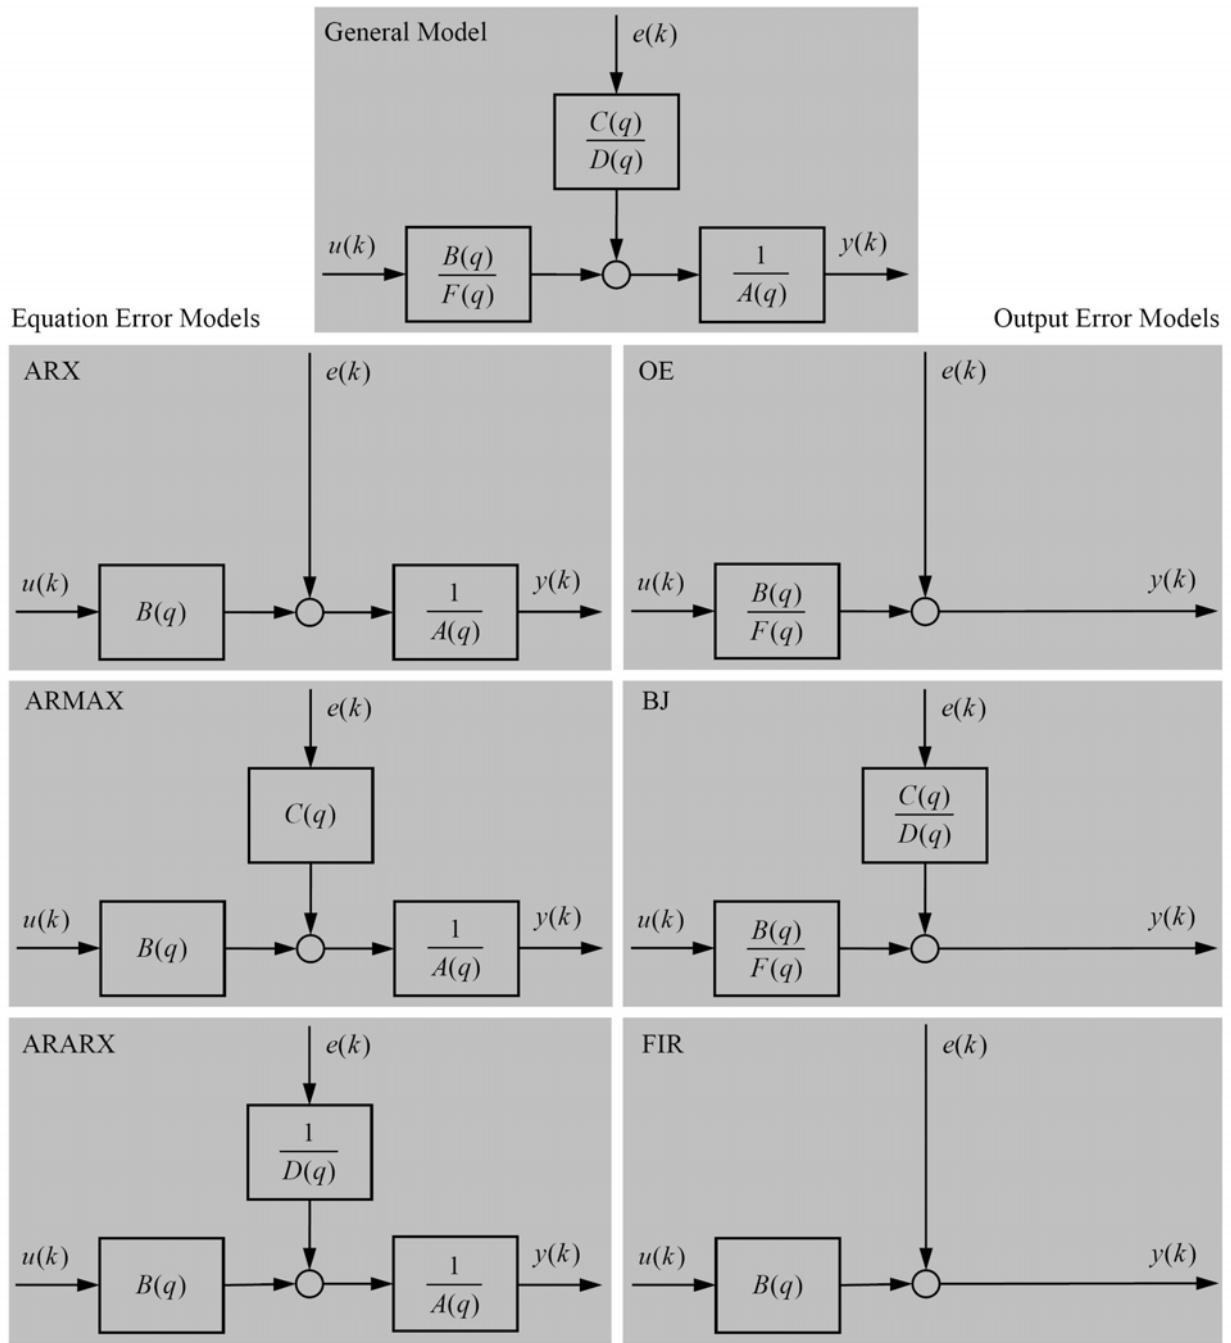 General Model
e(k)
C(q)
D(q)
u(k)
B(q)
F(q)
1
A(q)
y(k)
Equation Error Models
Output Error Models
ARX
e(k)
u(k)
B(q)
1
A(q)
y(k)
OE
e(k)
u(k)
B(q)
F(q)
y(k)
ARMAX
e(k)
C(q)
u(k)
B(q)
1
A(q)
y(k)
BJ
e(k)
C(q)
D(q)
u(k)
B(q)
F(q)
y(k)
ARARX
e(k)
1
D(q)
u(k)
B(q)
1
A(q)
y(k)
FIR
e(k)
u(k)
B(q)
y(k)